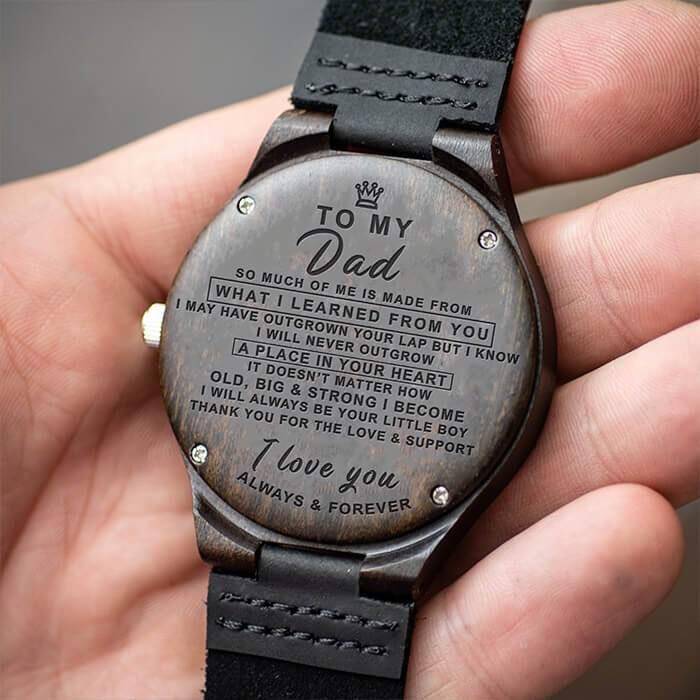 TO MY
Dad
SO MUCH OF ME IS MADE FROM
WHAT I LEARNED FROM YOU
I MAY HAVE OUTGROWN YOUR LAP BUT I KNOW
I WILL NEVER OUTGROW
A PLACE IN YOUR HEART
IT DOESN'T MATTER HOW
OLD, BIG & STRONG I BECOME
I WILL ALWAYS BE YOUR LITTLE BOY
THANK YOU FOR THE LOVE & SUPPORT
I love you
ALWAYS & FOREVER